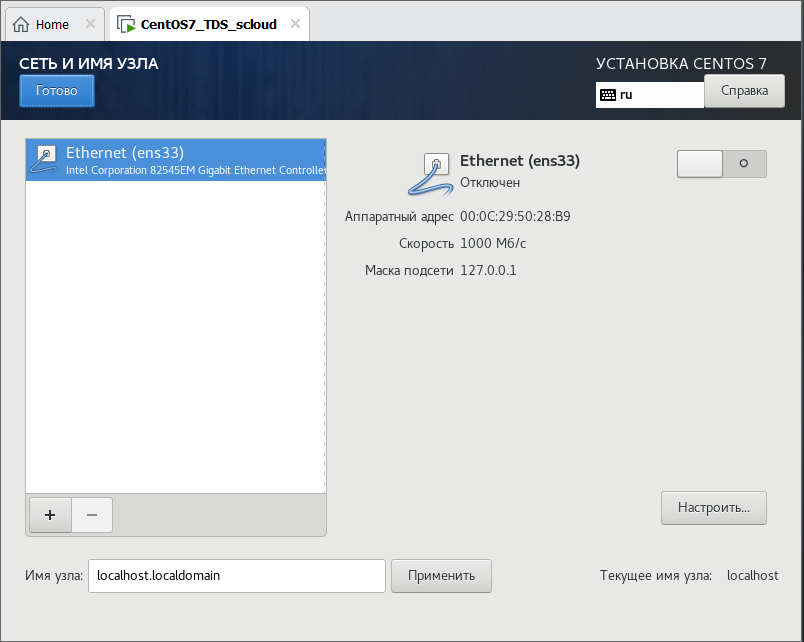 Home
CentOS7_TDS_scloud
СЕТЬ И ИМЯ УЗЛА
УСТАНОВКА CENTOS 7
Готово
ru
Справка
Ethernet (ens33)
Intel Corporation 82545EM Gigabit Ethernet Controller
Ethernet (ens33)
Отключен
Аппаратный адрес 00:0C:29:50:28:B9
Скорость 1000 Мб/с
Маска подсети 127.0.0.1
Настроить...
Имя узла: localhost.localdomain Применить Текущее имя узла: localhost